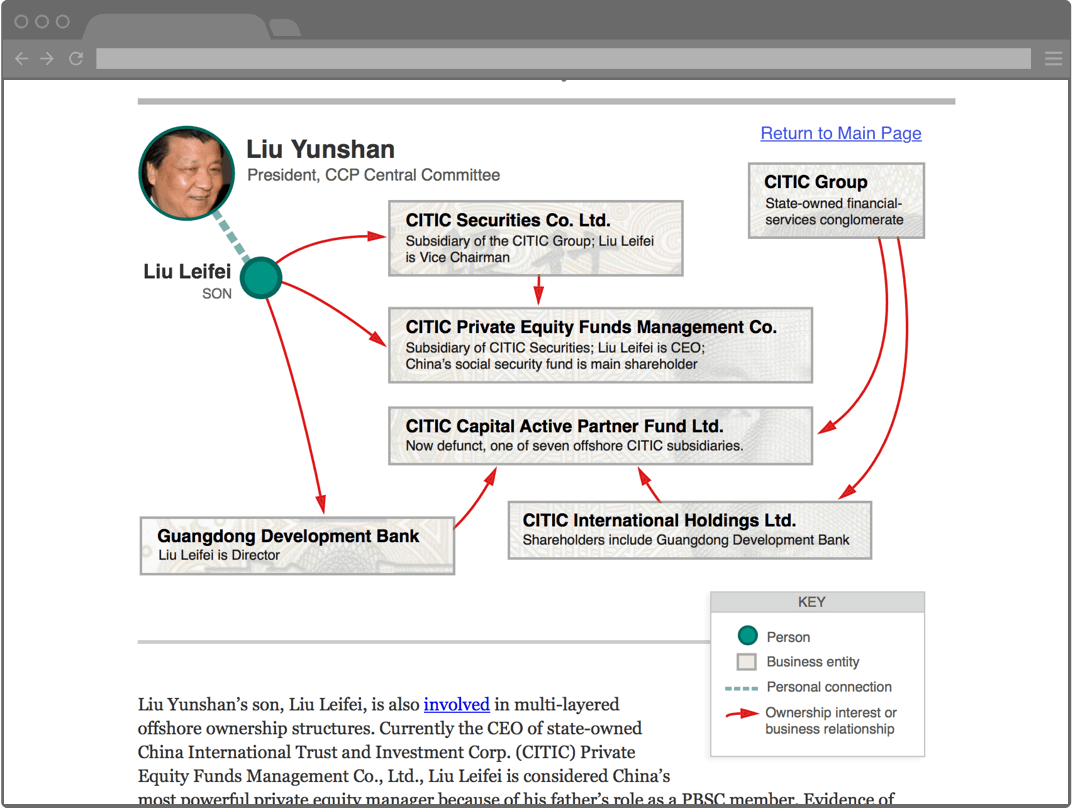 Liu Yunshan
President, CCP Central Committee
Return to Main Page
CITIC Group
State-owned financial-
services conglomerate
CITIC Securities Co. Ltd.
Subsidiary of the CITIC Group; Liu Leifei
is Vice Chairman
Liu Leifei
SON
CITIC Private Equity Funds Management Co.
Subsidiary of CITIC Securities; Liu Leifei is CEO;
China's social security fund is main shareholder
CITIC Capital Active Partner Fund Ltd.
Now defunct, one of seven offshore CITIC subsidiaries.
Guangdong Development Bank
Liu Leifei is Director
CITIC International Holdings Ltd.
Shareholders include Guangdong Development Bank
KEY
Person
Business entity
Personal connection
Ownership interest or
business relationship
Liu Yunshan's son, Liu Leifei, is also involved in multi-layered
offshore ownership structures. Currently the CEO of state-owned
China International Trust and Investment Corp. (CITIC) Private
Equity Funds Management Co., Ltd., Liu Leifei is considered China's
most powerful private equity manager because of his father's role as a PBSC member. Evidence of